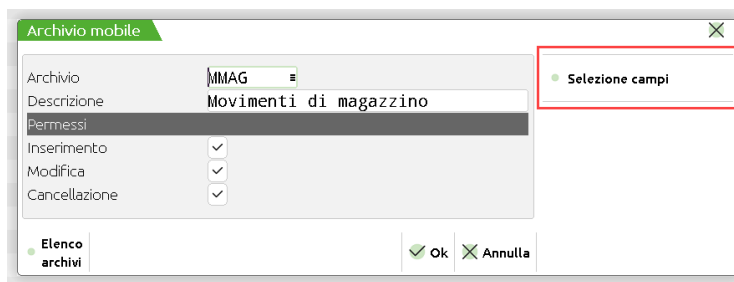 Archivio mobile
Archivio MMAG
Descrizione Movimenti di magazzino
Permessi
Inserimento
Modifica
Cancellazione
Selezione campi
Elenco
archivi
Ok Annulla